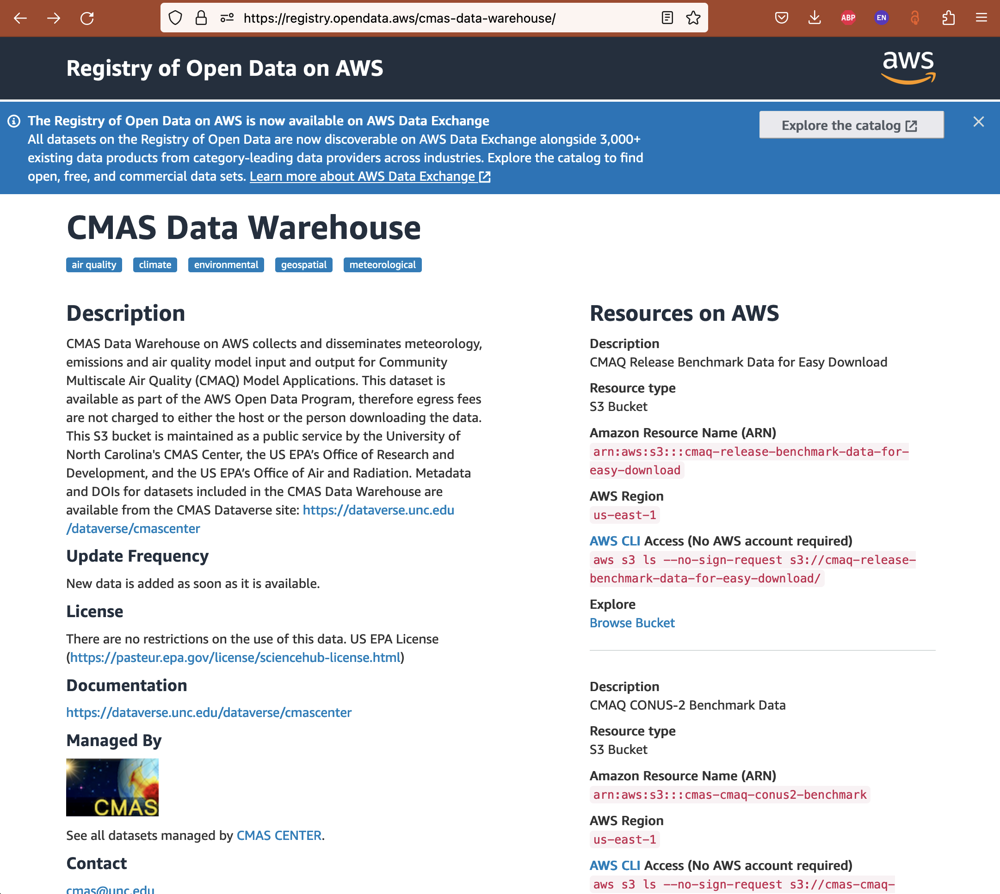 https://registry.opendata.aws/cmas-data-warehouse/
ABP
EN
Registry of Open Data on AWS
aws
The Registry of Open Data on AWS is now available on AWS Data Exchange
All datasets on the Registry of Open Data are now discoverable on AWS Data Exchange alongside 3,000+
existing data products from category-leading data providers across industries. Explore the catalog to find
open, free, and commercial data sets. Learn more about AWS Data Exchange
Explore the catalog
CMAS Data Warehouse
air quality
climate
environmental
geospatial
meteorological
Description
CMAS Data Warehouse on AWS collects and disseminates meteorology,
emissions and air quality model input and output for Community
Multiscale Air Quality (CMAQ) Model Applications. This dataset is
available as part of the AWS Open Data Program, therefore egress fees
are not charged to either the host or the person downloading the data.
This S3 bucket is maintained as a public service by the University of
North Carolina's CMAS Center, the US EPA’s Office of Research and
Development, and the US EPA’s Office of Air and Radiation. Metadata
and DOIs for datasets included in the CMAS Data Warehouse are
available from the CMAS Dataverse site: https://dataverse.unc.edu
/dataverse/cmascenter
Update Frequency
New data is added as soon as it is available.
License
There are no restrictions on the use of this data. US EPA License
(https://pasteur.epa.gov/license/sciencehub-license.html)
Documentation
https://dataverse.unc.edu/dataverse/cmascenter
Managed By
CMAS
See all datasets managed by CMAS CENTER.
Contact
cmas@unc.edu
Resources on AWS
Description
CMAQ Release Benchmark Data for Easy Download
Resource type
S3 Bucket
Amazon Resource Name (ARN)
arn:aws:s3:::cmaq-release-benchmark-data-for-
easy-download
AWS Region
us-east-1
AWS CLI Access (No AWS account required)
aws s3 ls --no-sign-request s3://cmaq-release-
benchmark-data-for-easy-download/
Explore
Browse Bucket
Description
CMAQ CONUS-2 Benchmark Data
Resource type
S3 Bucket
Amazon Resource Name (ARN)
arn:aws:s3:::cmas-cmaq-conus2-benchmark
AWS Region
us-east-1
AWS CLI Access (No AWS account required)
aws s3 ls --no-sign-request s3://cmas-cmaq-